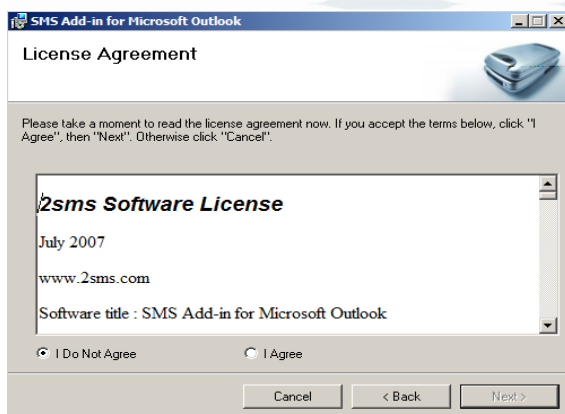 SMS Add-in for Microsoft Outlook
License Agreement
Please take a moment to read the license agreement now. If you accept the terms below, click "I
Agree", then "Next". Otherwise click "Cancel".
2sms Software License
July 2007
www.2sms.com
Software title : SMS Add-in for Microsoft Outlook
I Do Not Agree
I Agree
Cancel
< Back
Next >